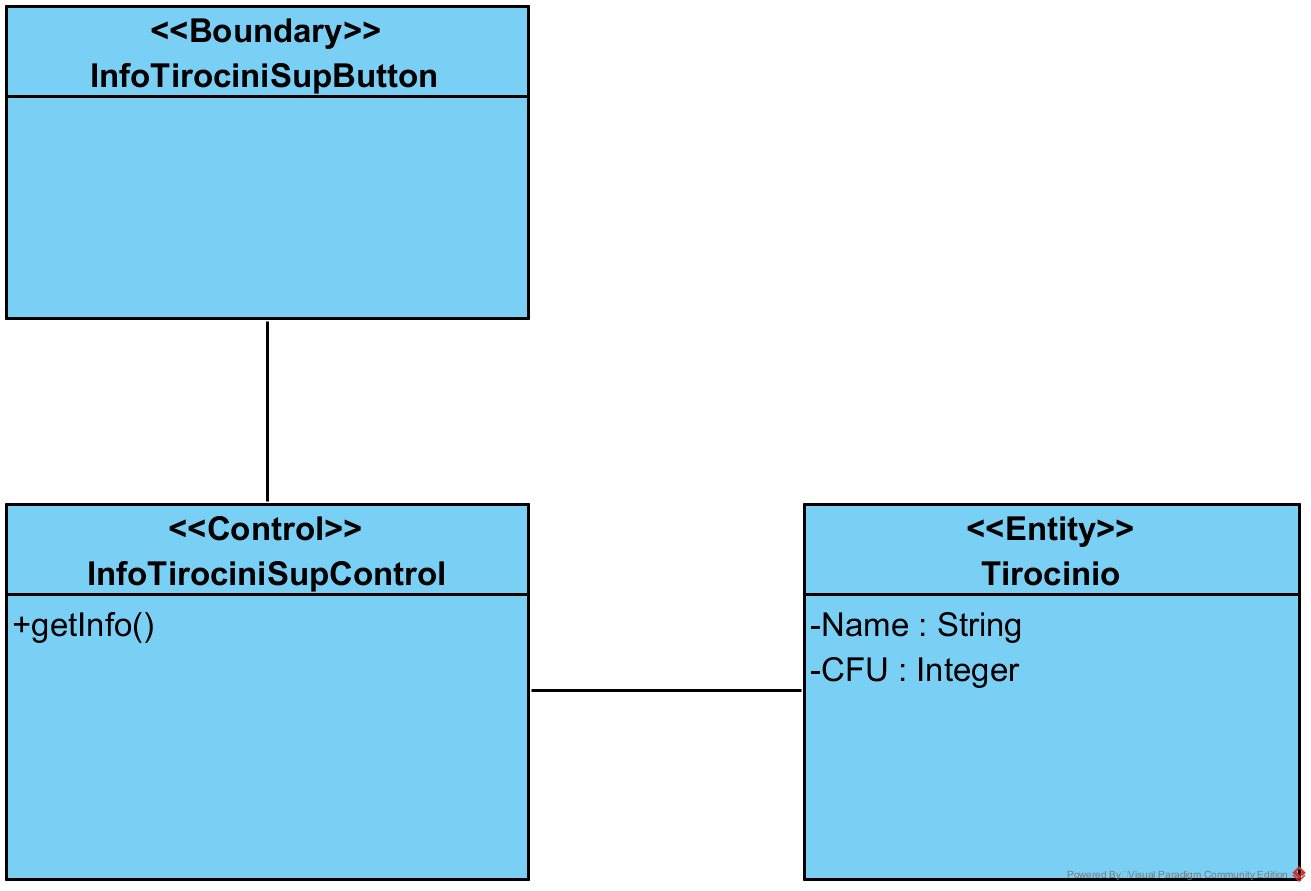 <<Boundary>>
InfoTirociniSupButton
<<Control>>
InfoTirociniSupControl
+getInfo()
<<Entity>>
Tirocinio
-Name : String
-CFU : Integer
Powered By Visual Paradigm Community Edition